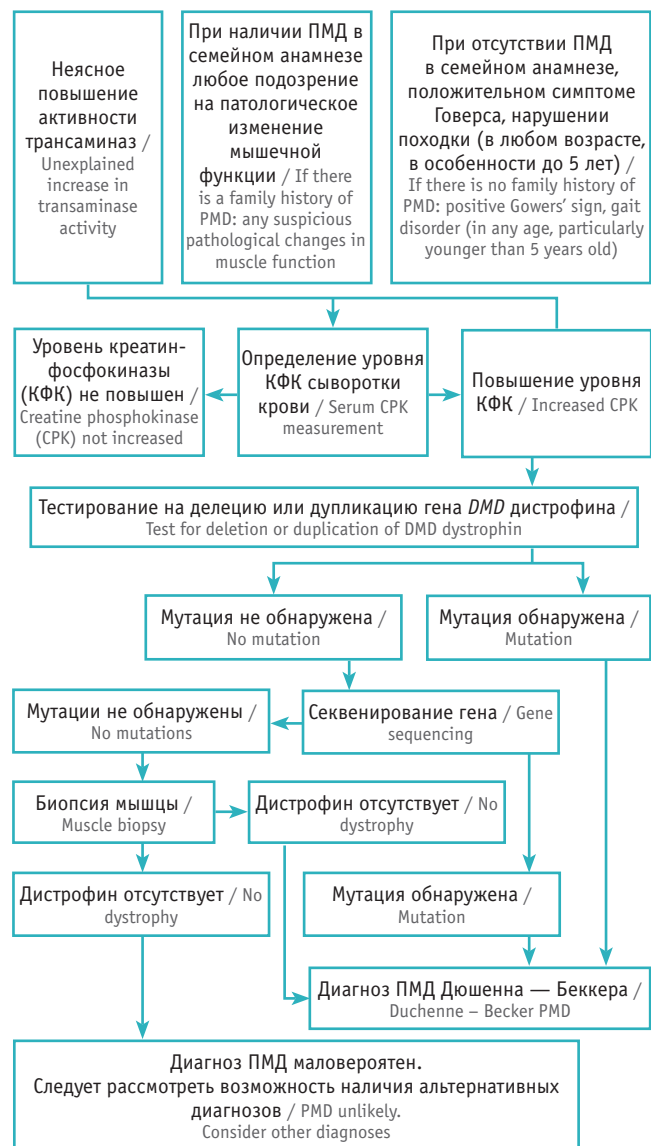 Неясное
повышение
активности
трансаминаз /
Unexplained
increase in
transaminase
activity
При наличии ПМД в
семейном анамнезе
любое подозрение
на патологическое
изменение
мышечной
функции / If there
is a family history of
PMD: any suspicious
pathological changes in
muscle function
При отсутствии ПМД
в семейном анамнезе,
положительном симптоме
Говерса, нарушении
походки (в любом возрасте,
в особенности до 5 лет) /
If there is no family history of
PMD: positive Gowers’ sign, gait
disorder (in any age, particularly
younger than 5 years old)
Уровень креатин-
фосфокиназы
(КФК) не повышен /
Creatine phosphokinase
(CPK) not increased
Определение уровня
КФК сыворотки
крови / Serum CPK
measurement
Повышение уровня
КФК / Increased CPK
Тестирование на делецию или дупликацию гена DMD дистрофина /
Test for deletion or duplication of DMD dystrophin
Мутация не обнаружена /
No mutation
Мутация обнаружена /
Mutation
Мутации не обнаружены /
No mutations
Секвенирование гена / Gene
sequencing
Биопсия мышцы /
Muscle biopsy
Дистрофин отсутствует / No
dystrophy
Дистрофин отсутствует / No
dystrophy
Мутация обнаружена /
Mutation
Диагноз ПМД Дюшенна — Беккера /
Duchenne – Becker PMD
Диагноз ПМД маловероятен.
Следует рассмотреть возможность наличия альтернативных
диагнозов / PMD unlikely.
Consider other diagnoses